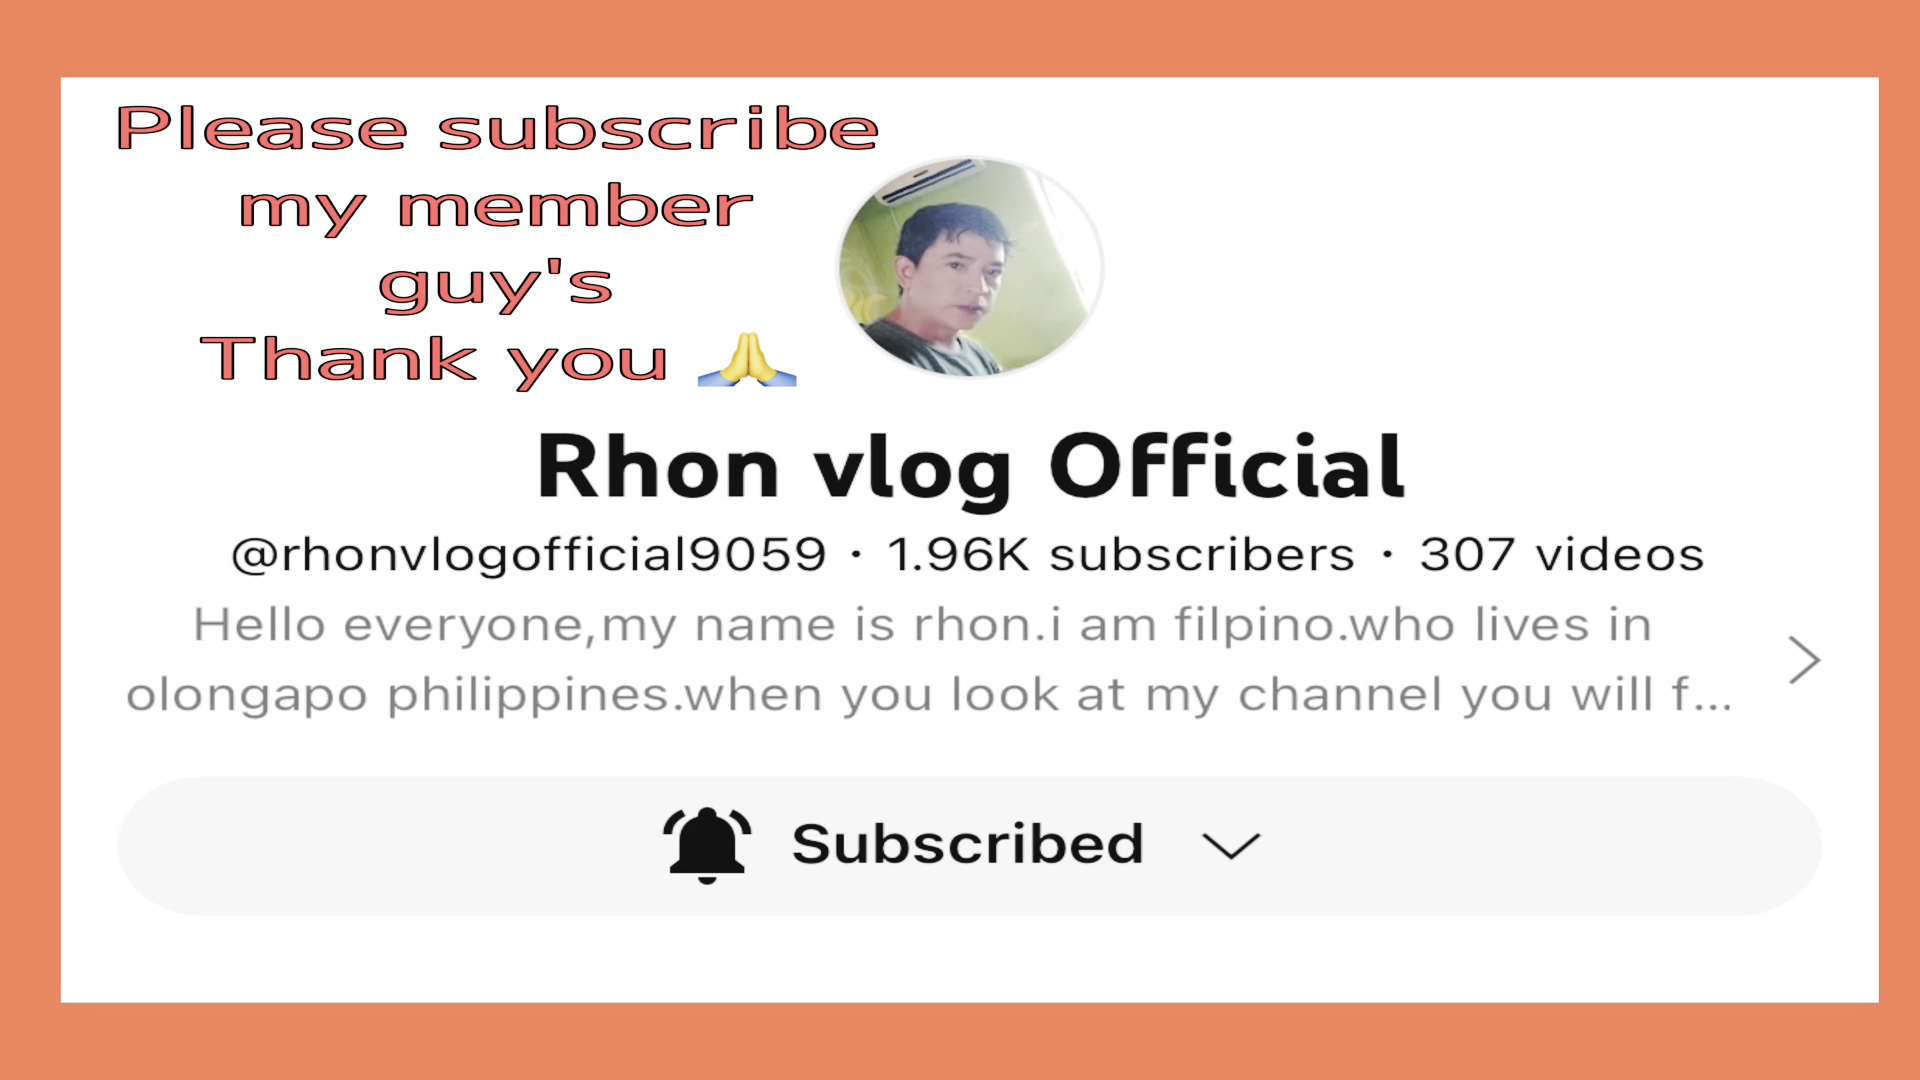 Please subscribe
my member
guy's
Thank you 🙏
Rhon vlog Official
@rhonvlogofficial9059 · 1.96K subscribers · 307 videos
Hello everyone,my name is rhon.i am filpino.who lives in
olongapo philippines.when you look at my channel you will f...
Subscribed